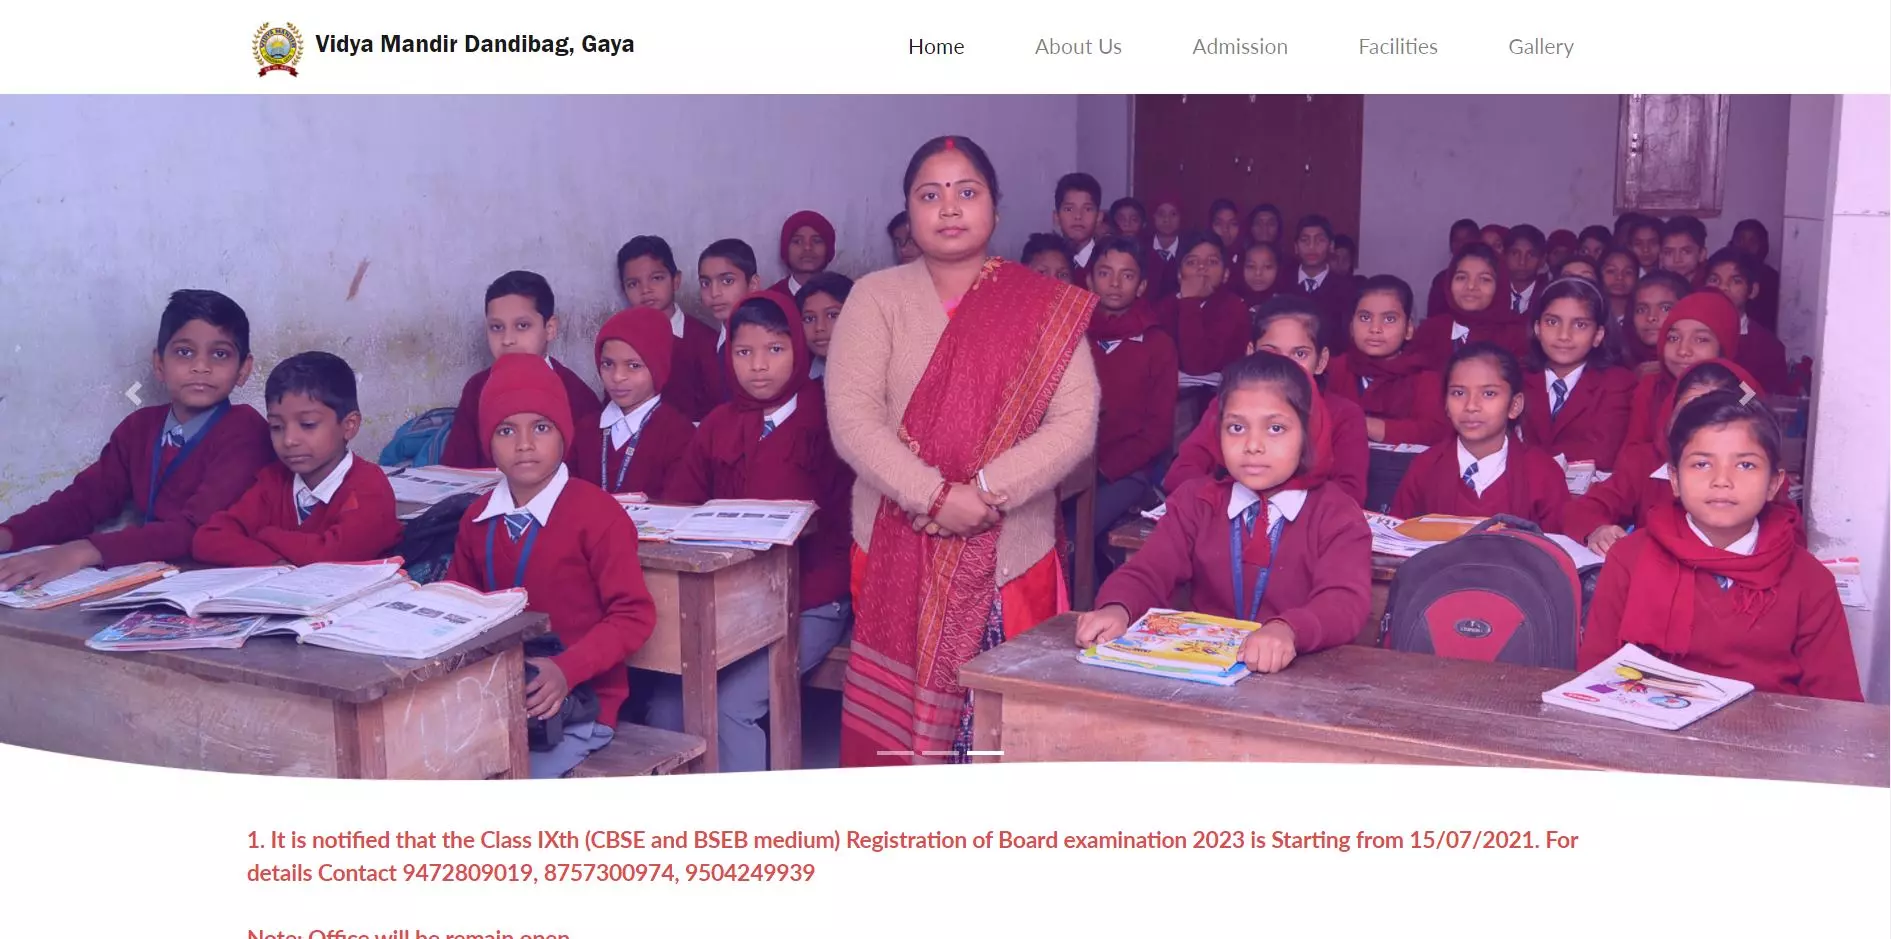 VIDYA MANDIR
Vidya Mandir Dandibag, Gaya
Home
About Us
Admission
Facilities
Gallery
1. It is notified that the Class IXth (CBSE and BSEB medium) Registration of Board examination 2023 is Starting from 15/07/2021. For
details Contact 9472809019, 8757300974, 9504249939
Note: Office will be remain open